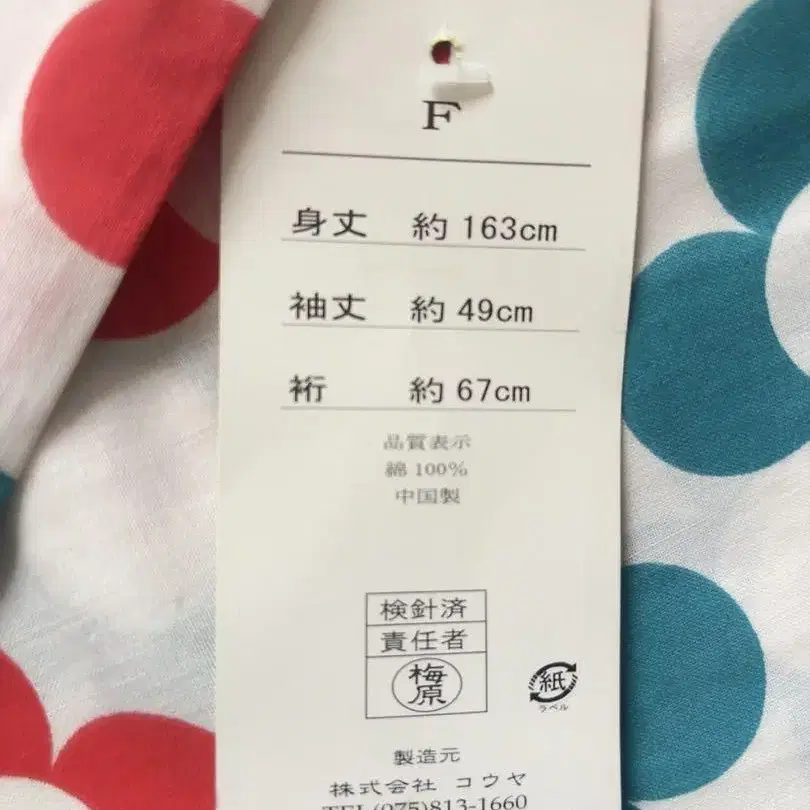 F
身丈 約 163cm
袖丈 約 49cm
裄 約 67cm
品質表示
綿 100%
中国製
検針済
責任者
梅原
紙
ラベル
製造元
株式会社 コウヤ
TEL(075)813-1660